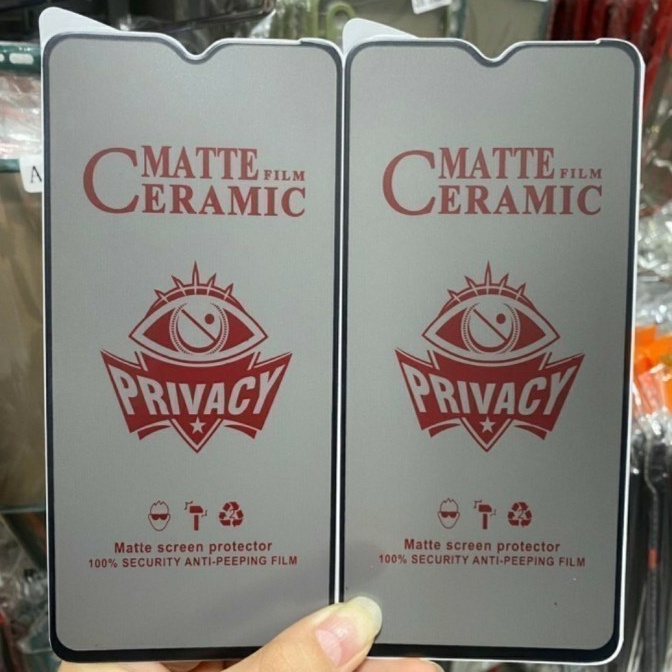 MATTE FILM
CERAMIC
PRIVACY
Matte screen protector
100% SECURITY ANTI-PEEPING FILM
MATTE FILM
CERAMIC
PRIVACY
Matte screen protector
100% SECURITY ANTI-PEEPING FILM